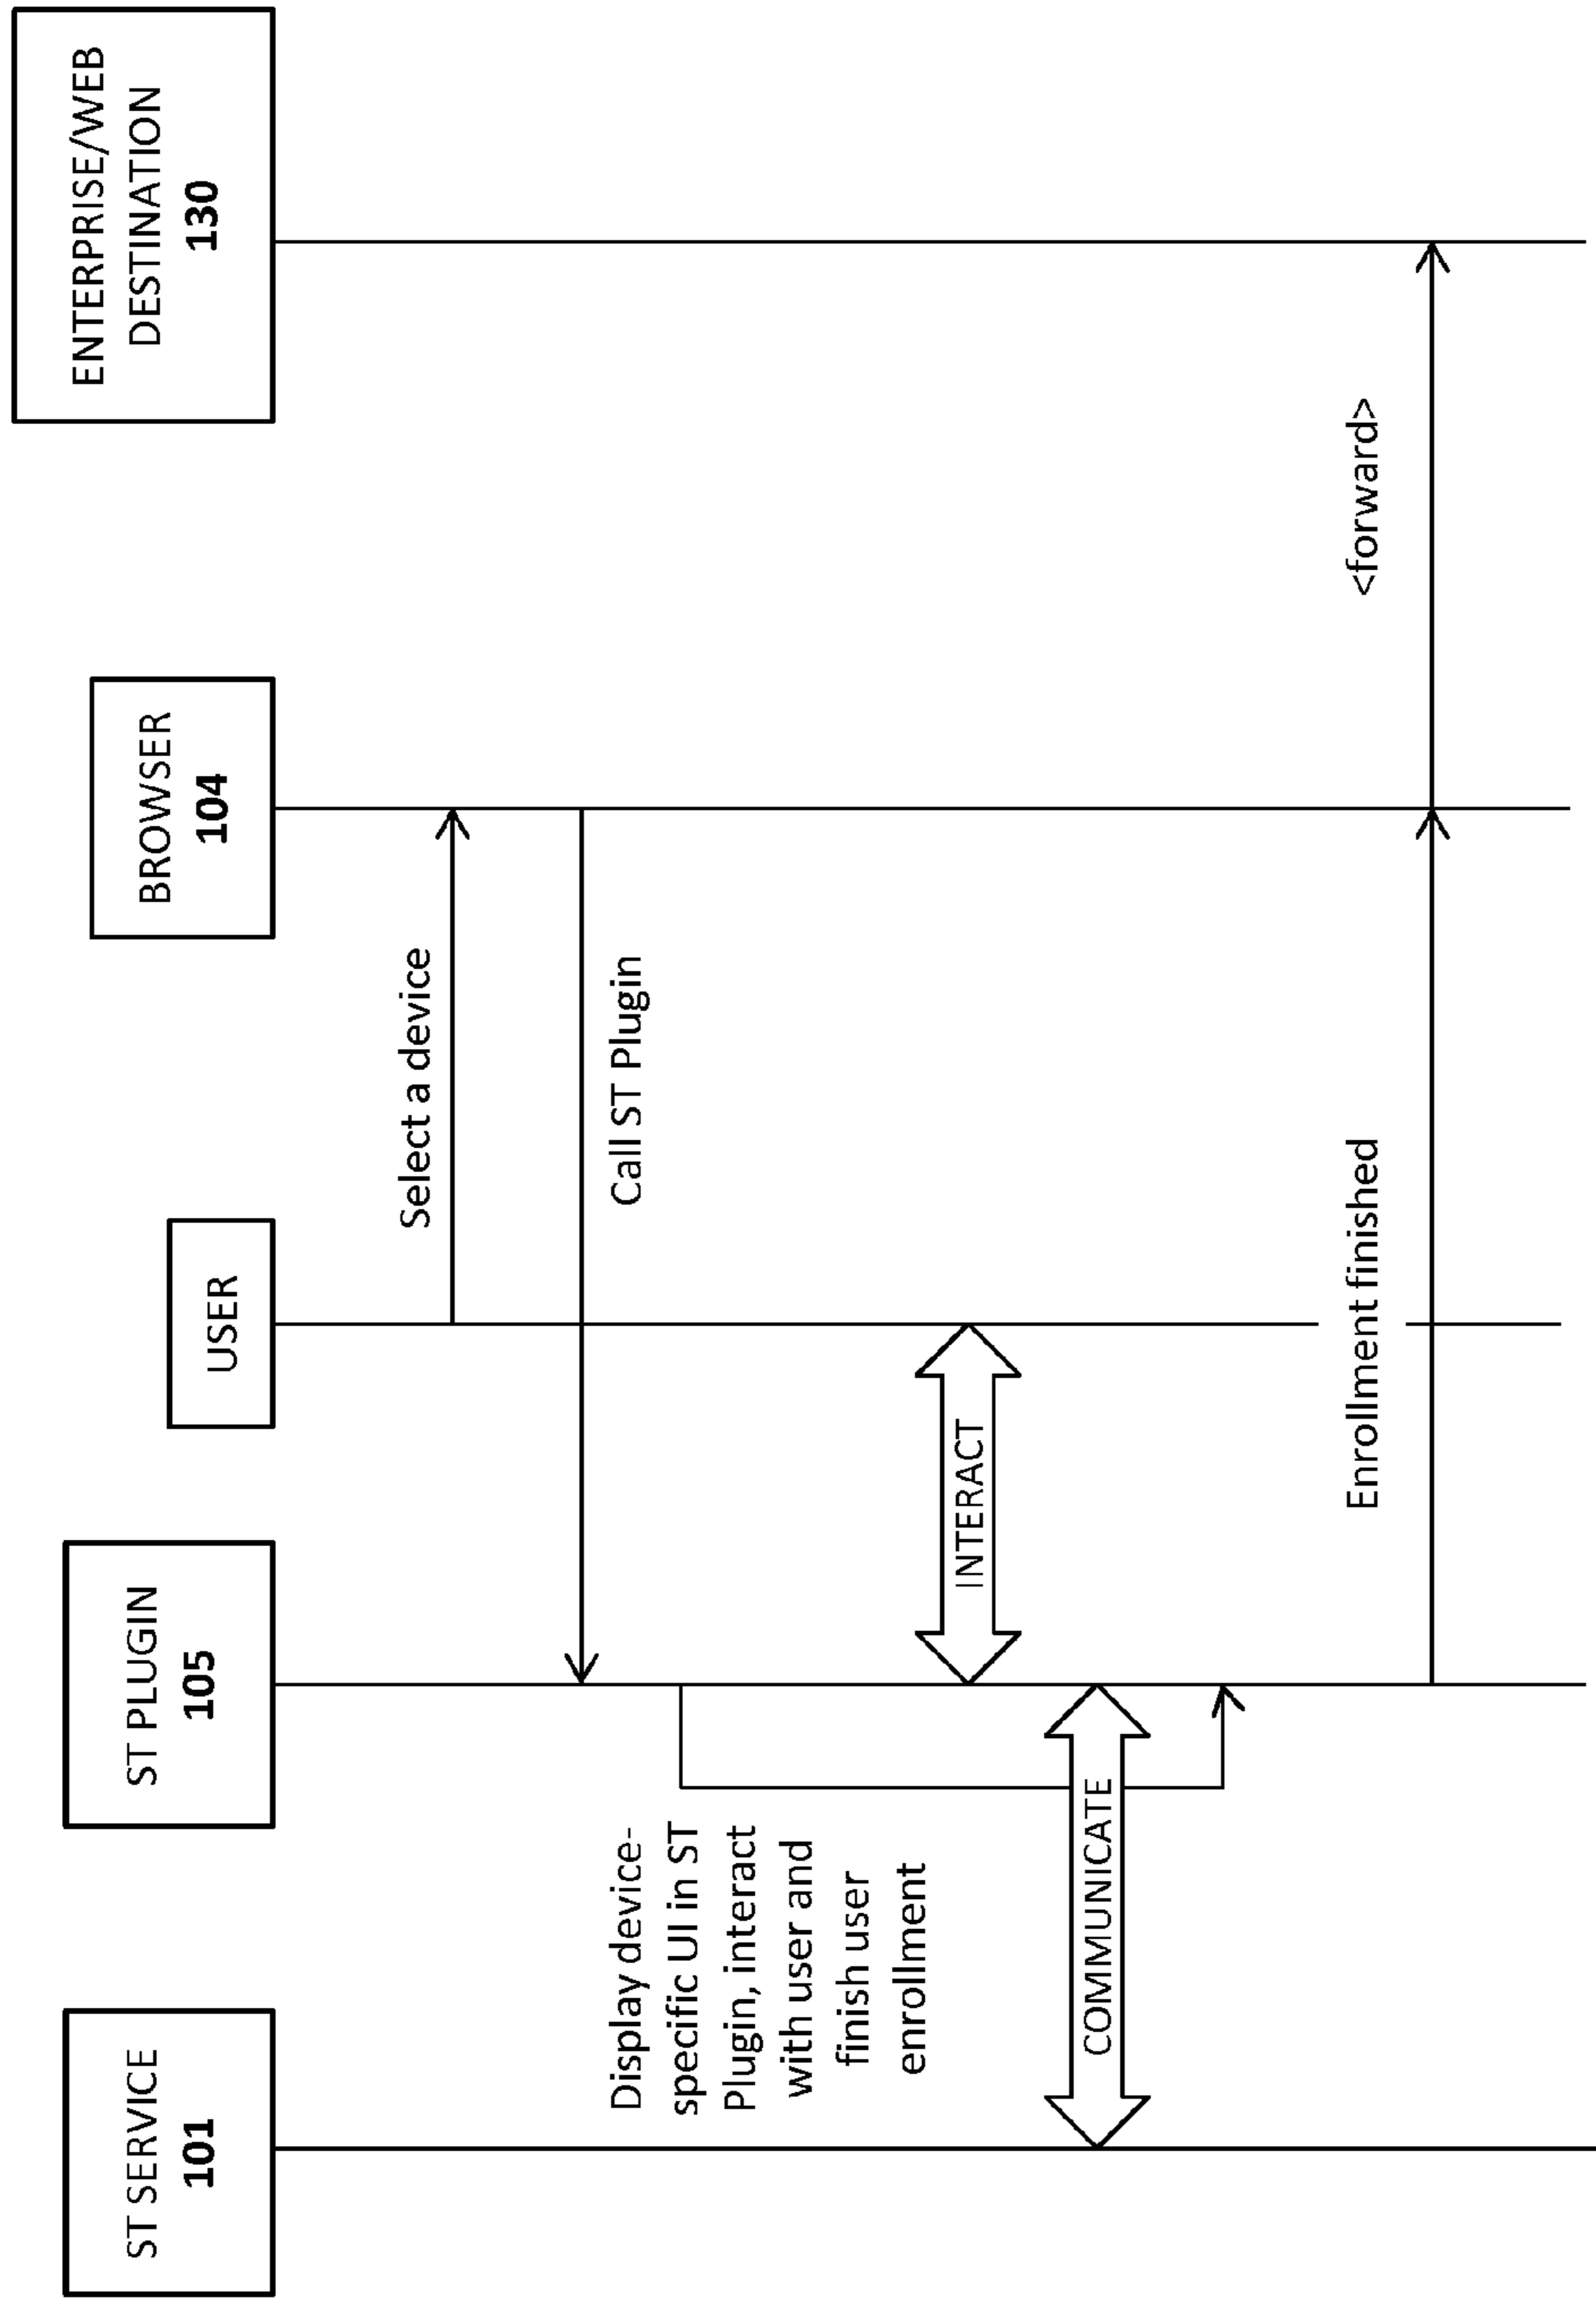 ST SERVICE
101
ST PLUGIN
105
USER
BROWSER
104
ENTERPRISE/WEB
DESTINATION
130
Select a device
Call ST Plugin
Display device-
specific UI in ST
Plugin, interact
with user and
finish user
enrollment
INTERACT
COMMUNICATE
Enrollment finished
<forward>